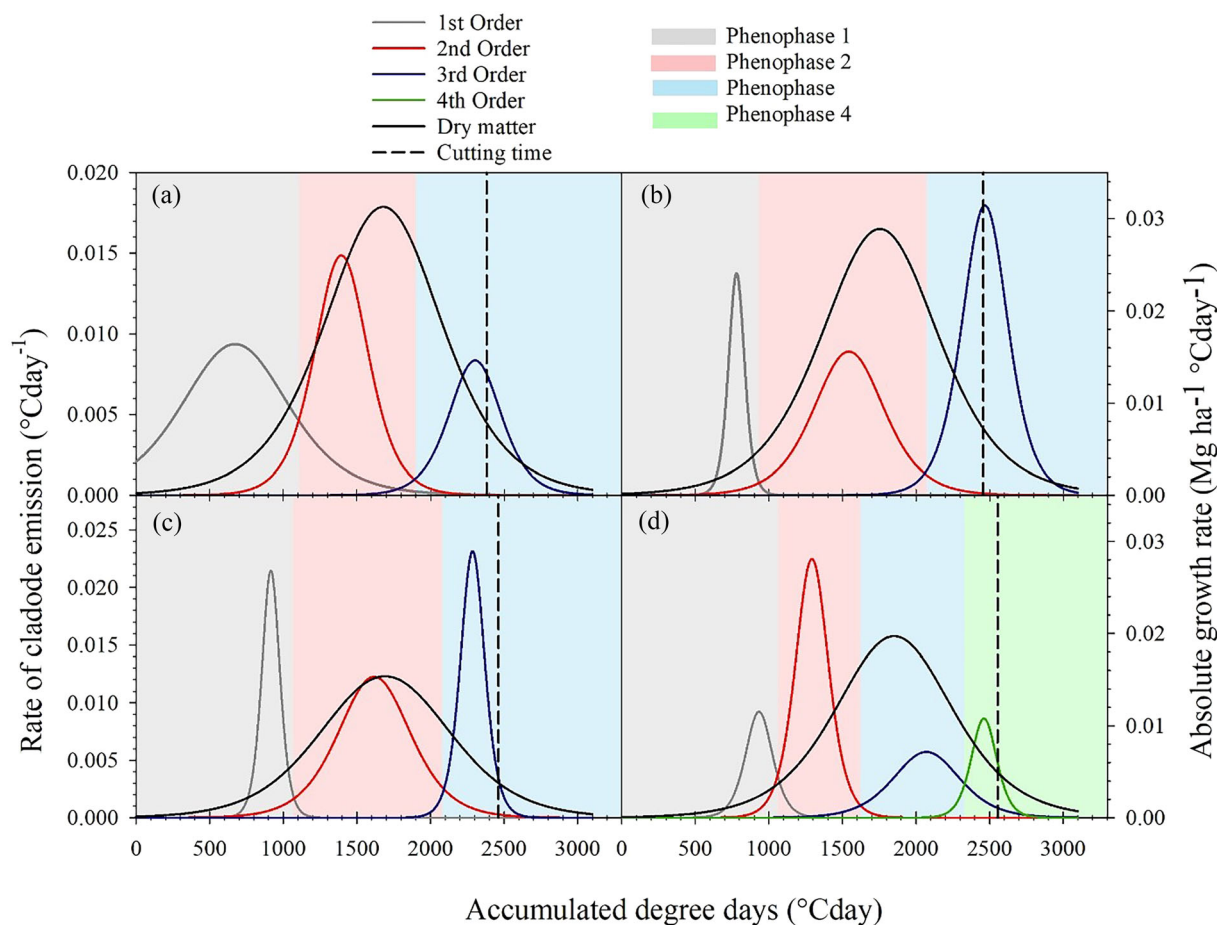 1st Order
2nd Order
3rd Order
4th Order
Dry matter
Cutting time
Phenophase 1
Phenophase 2
Phenophase
Phenophase 4
Rate of cladode emission (°Cday⁻¹)
0.020
0.015
0.010
0.005
0.000
(a)
(b)
0.03
0.02
0.01
0.00
0.025
0.020
0.015
0.010
0.005
0.000
(c)
(d)
0.03
0.02
0.01
0.00
Absolute growth rate (Mg ha⁻¹ °Cday⁻¹)
0 500 1000 1500 2000 2500 3000
0 500 1000 1500 2000 2500 3000
Accumulated degree days (°Cday)